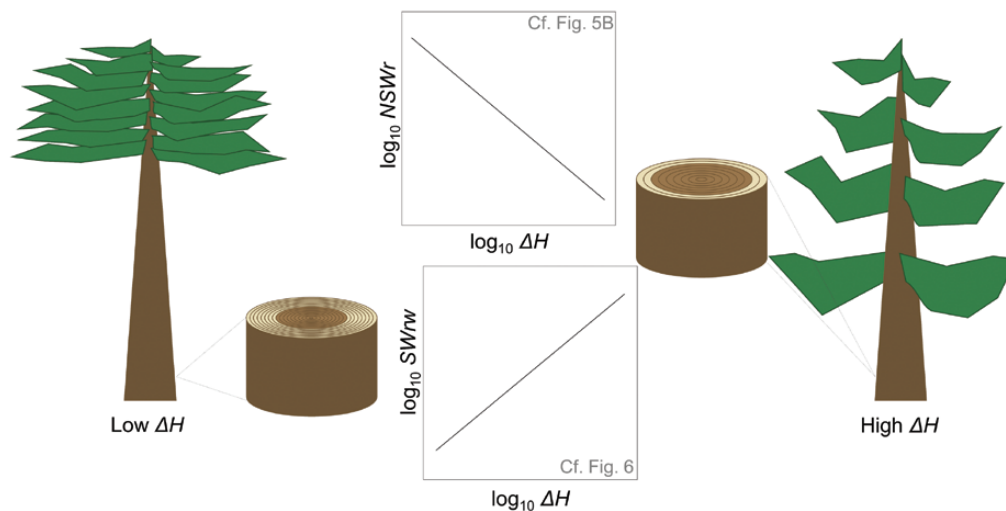 Cf. Fig. 5B
log₁₀ NSWr
log₁₀ ΔH
log₁₀ SWrw
Cf. Fig. 6
log₁₀ ΔH
Low ΔH
High ΔH